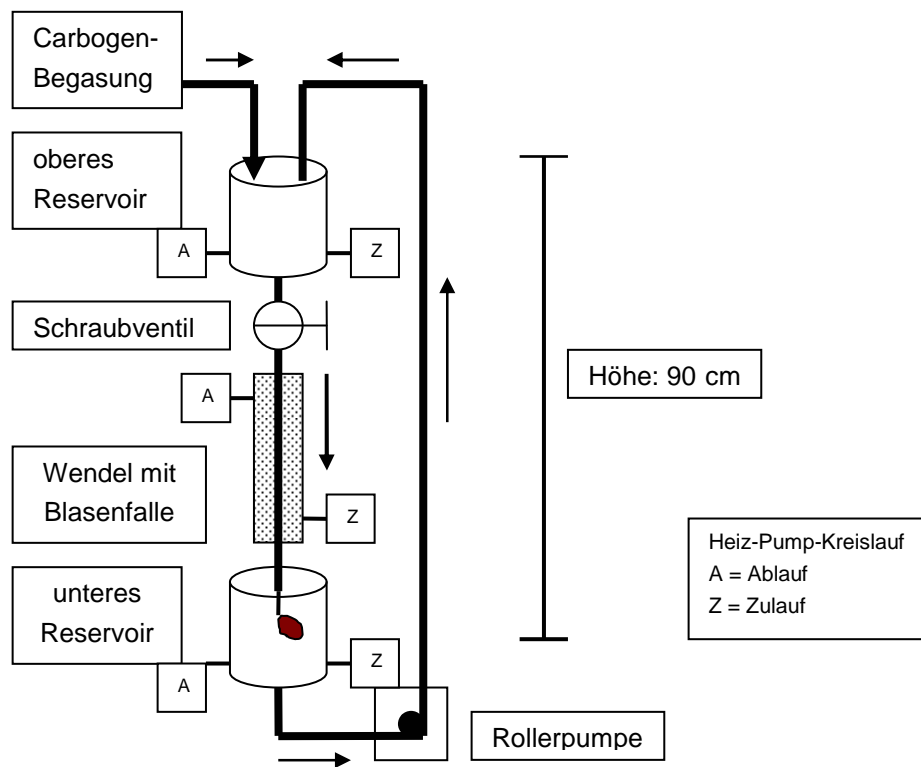 Carbogen-
Begasung
oberes
Reservoir
A
Z
Schraubventil
A
Höhe: 90 cm
Wendel mit
Blasenfalle
Z
Heiz-Pump-Kreislauf
A = Ablauf
Z = Zulauf
unteres
Reservoir
A
Z
Rollerpumpe